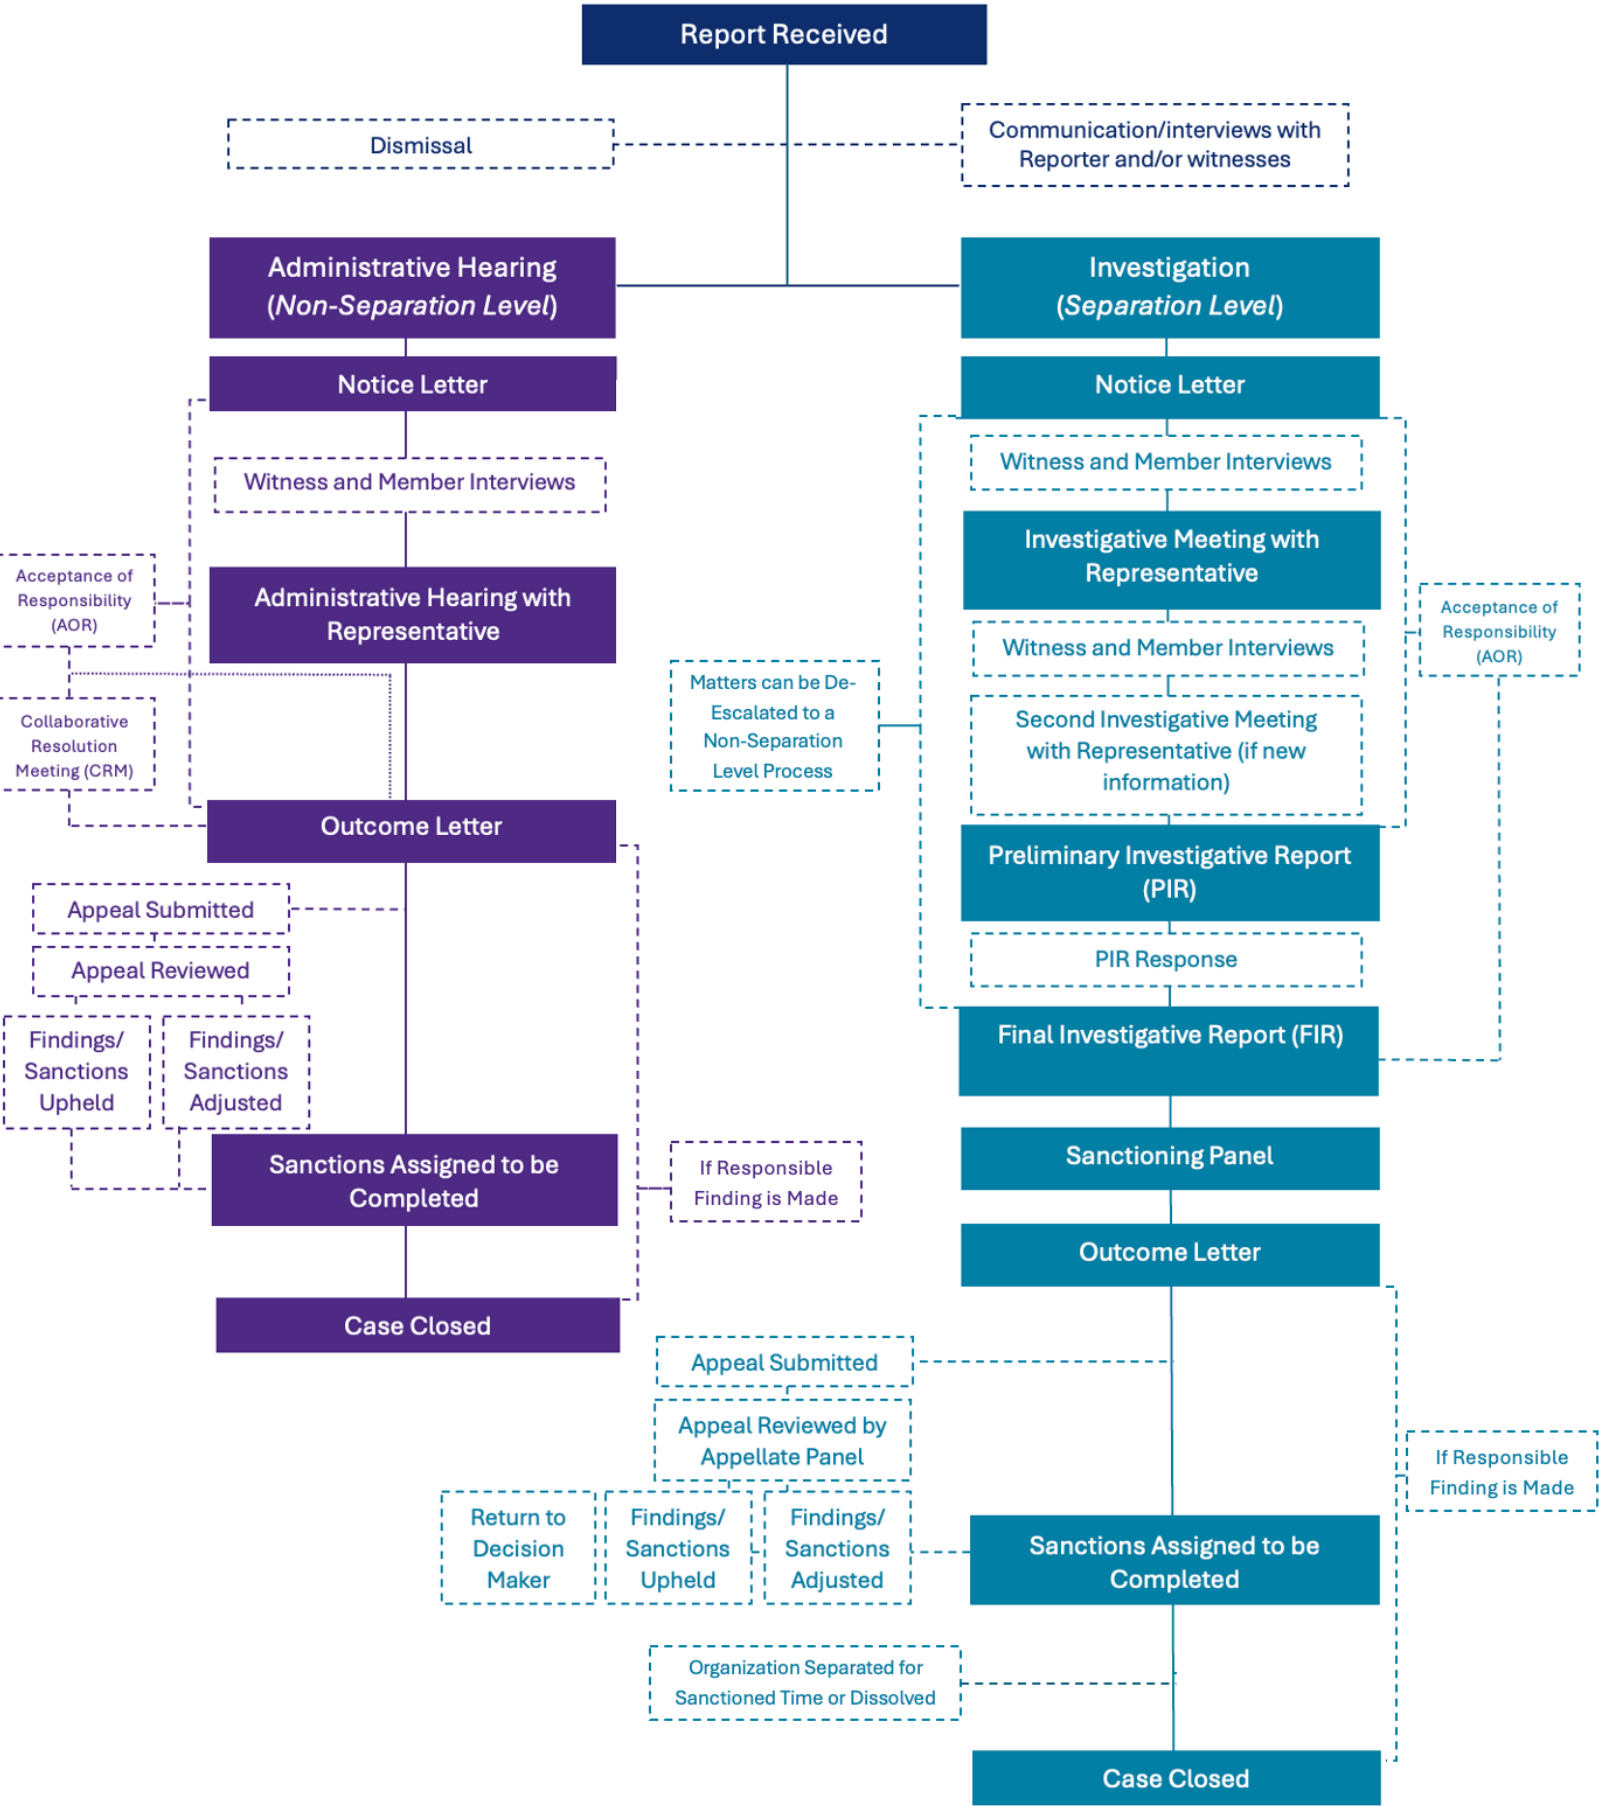 Report Received
Dismissal
Communication/interviews with
Reporter and/or witnesses
Administrative Hearing
(Non-Separation Level)
Notice Letter
Witness and Member Interviews
Acceptance of
Responsibility
(AOR)
Administrative Hearing with
Representative
Collaborative
Resolution
Meeting (CRM)
Outcome Letter
Appeal Submitted
Appeal Reviewed
Findings/
Sanctions
Upheld
Findings/
Sanctions
Adjusted
Sanctions Assigned to be
Completed
If Responsible
Finding is Made
Case Closed
Investigation
(Separation Level)
Notice Letter
Witness and Member Interviews
Investigative Meeting with
Representative
Acceptance of
Responsibility
(AOR)
Witness and Member Interviews
Matters can be De-
Escalated to a
Non-Separation
Level Process
Second Investigative Meeting
with Representative (if new
information)
Preliminary Investigative Report
(PIR)
PIR Response
Final Investigative Report (FIR)
Sanctioning Panel
Outcome Letter
Appeal Submitted
Appeal Reviewed by
Appellate Panel
Return to
Decision
Maker
Findings/
Sanctions
Upheld
Findings/
Sanctions
Adjusted
If Responsible
Finding is Made
Sanctions Assigned to be
Completed
Organization Separated for
Sanctioned Time or Dissolved
Case Closed